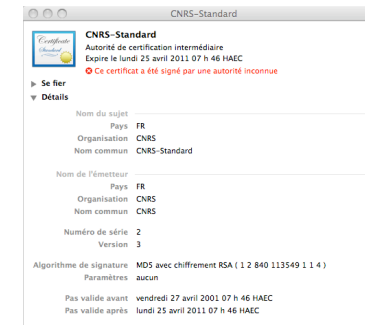 CNRS-Standard
Certificate
Standard
CNRS-Standard
Autorité de certification intermédiaire
Expire le lundi 25 avril 2011 07 h 46 HAEC
Ce certificat a été signé par une autorité inconnue
Se fier
Détails
Nom du sujet
Pays FR
Organisation CNRS
Nom commun CNRS-Standard
Nom de l'émetteur
Pays FR
Organisation CNRS
Nom commun CNRS
Numéro de série 2
Version 3
Algorithme de signature MD5 avec chiffrement RSA ( 1 2 840 113549 1 1 4 )
Paramètres aucun
Pas valide avant vendredi 27 avril 2001 07 h 46 HAEC
Pas valide après lundi 25 avril 2011 07 h 46 HAEC